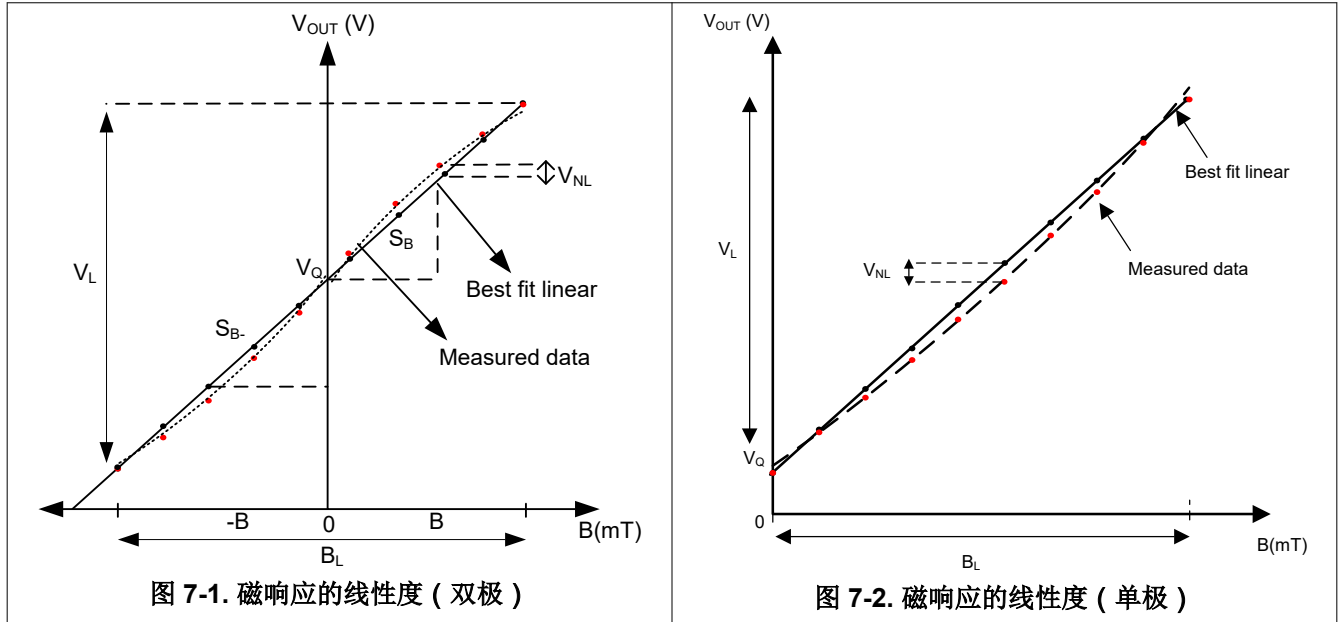 V_OUT (V)
V_NL
S_B
V_Q
V_L
Best fit linear
S_B-
Measured data
-B
0
B
B(mT)
B_L
图 7-1. 磁响应的线性度（双极）
V_OUT (V)
Best fit linear
V_L
V_NL
Measured data
V_Q
0
B_L
B(mT)
图 7-2. 磁响应的线性度（单极）